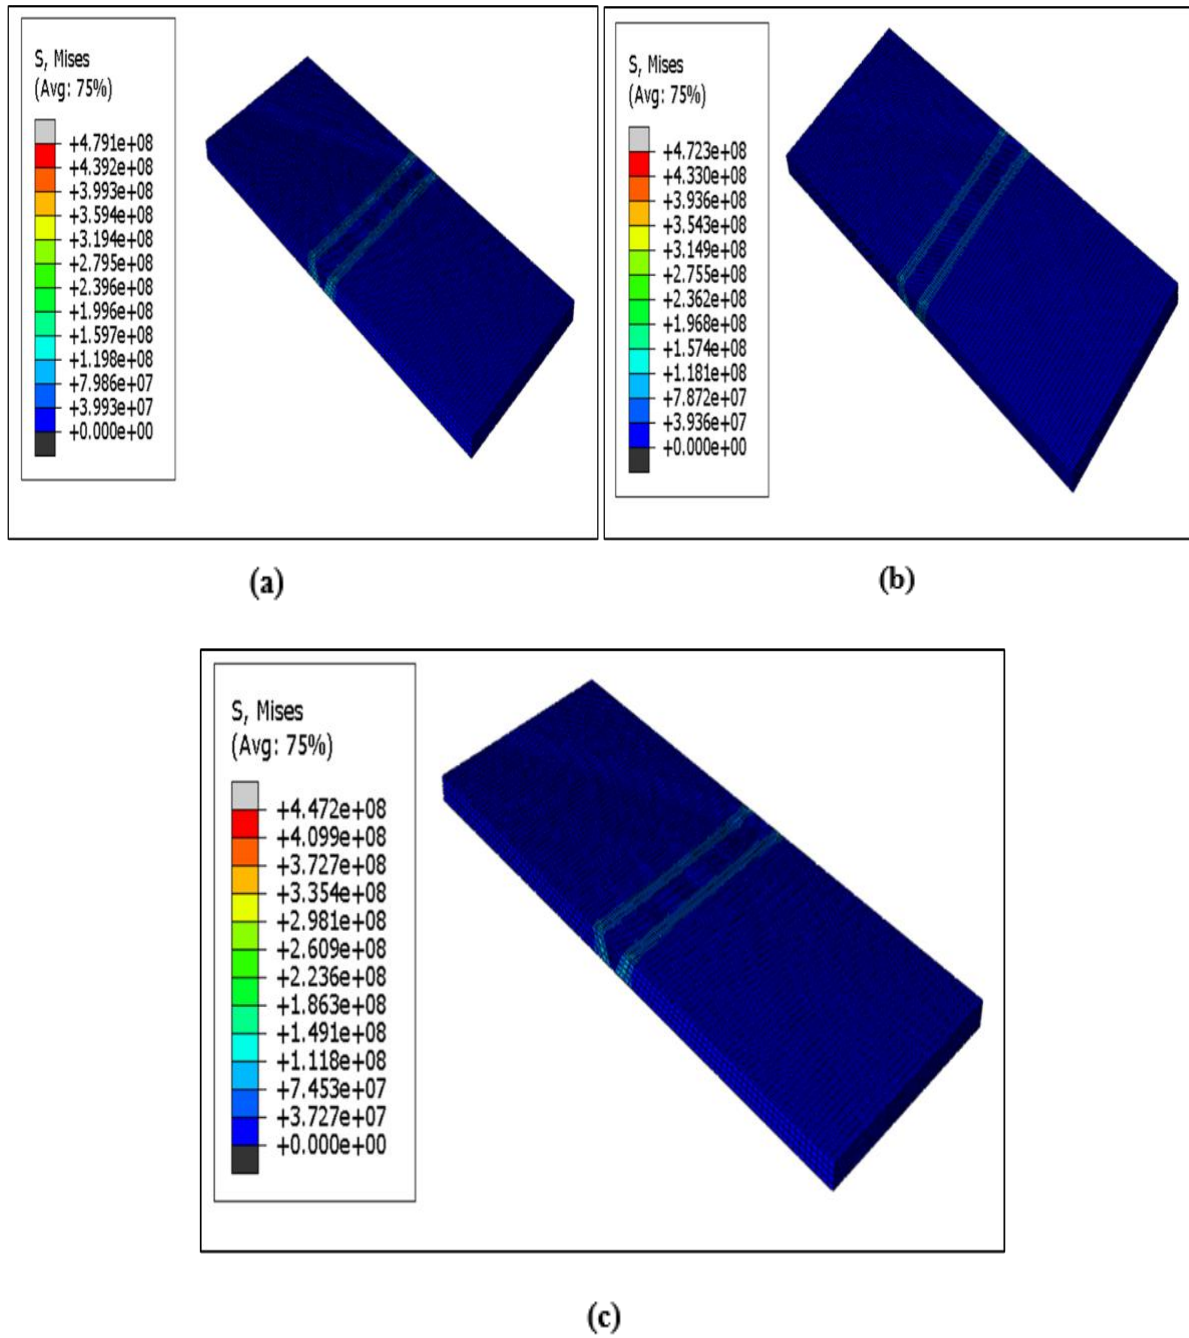 S, Mises
(Avg: 75%)
+4.791e+08
+4.392e+08
+3.993e+08
+3.594e+08
+3.194e+08
+2.795e+08
+2.396e+08
+1.996e+08
+1.597e+08
+1.198e+08
+7.986e+07
+3.993e+07
+0.000e+00
(a)
S, Mises
(Avg: 75%)
+4.723e+08
+4.330e+08
+3.936e+08
+3.543e+08
+3.149e+08
+2.755e+08
+2.362e+08
+1.968e+08
+1.574e+08
+1.181e+08
+7.872e+07
+3.936e+07
+0.000e+00
(b)
S, Mises
(Avg: 75%)
+4.472e+08
+4.099e+08
+3.727e+08
+3.354e+08
+2.981e+08
+2.609e+08
+2.236e+08
+1.863e+08
+1.491e+08
+1.118e+08
+7.453e+07
+3.727e+07
+0.000e+00
(c)